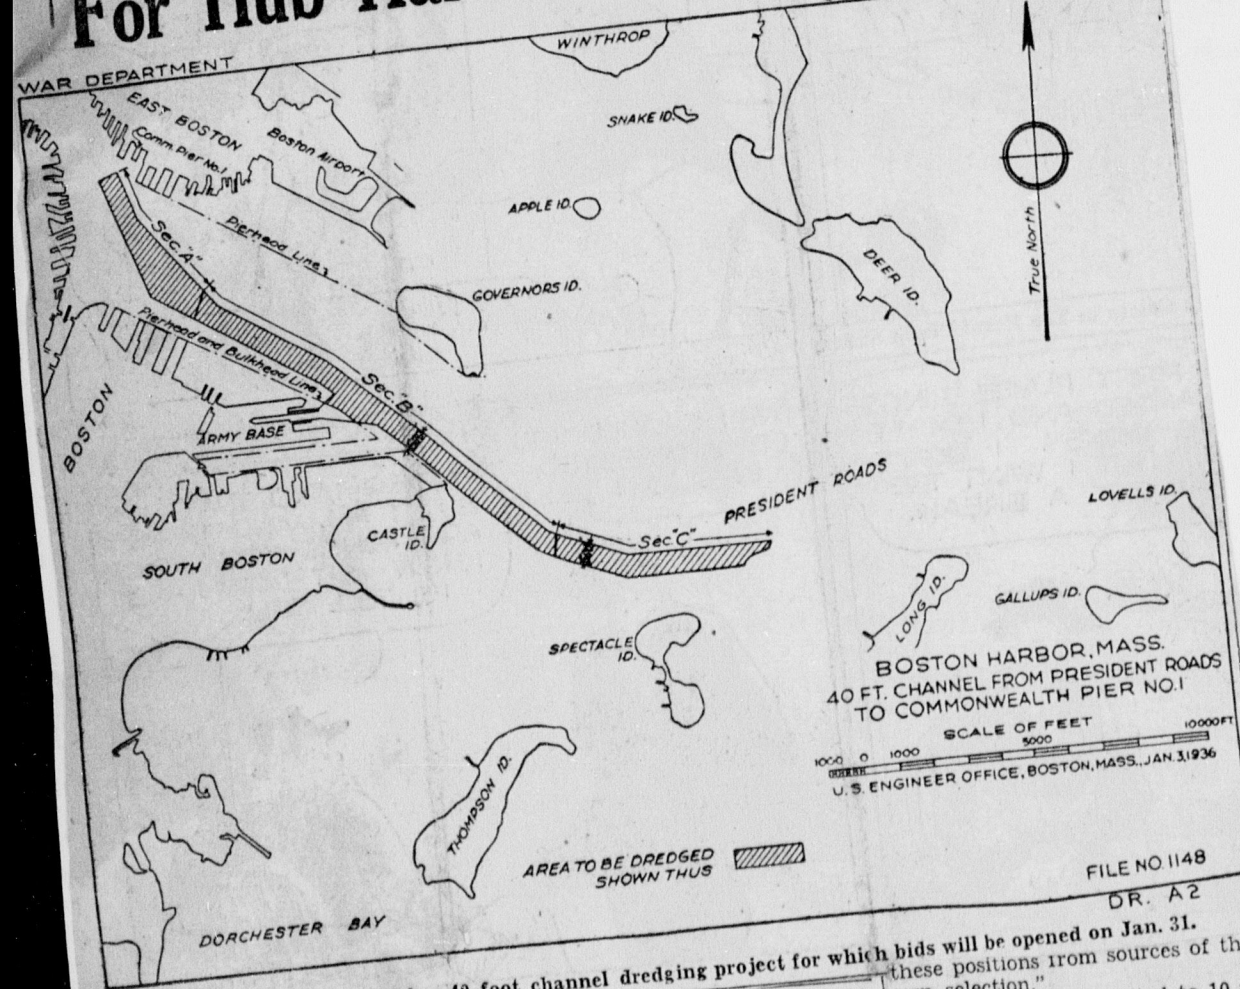 For Hub
WAR DEPARTMENT
WINTHROP
EAST BOSTON
Boston Airport
Comm. Pier No.1
SNAKE ID.
APPLE ID.
Pierhead Line
Sec. "A"
GOVERNORS ID.
DEER ID.
True North
Pierhead and Bulkhead Line
Sec. "B"
BOSTON
ARMY BASE
PRESIDENT ROADS
LOVELLS ID.
CASTLE
ID.
Sec. "C"
SOUTH BOSTON
LONG ID.
GALLUPS ID.
SPECTACLE
ID.
BOSTON HARBOR, MASS.
40 FT. CHANNEL FROM PRESIDENT ROADS
TO COMMONWEALTH PIER NO.1
SCALE OF FEET
1000 0 1000 5000 10000FT
U.S. ENGINEER OFFICE, BOSTON, MASS., JAN. 3, 1936
THOMPSON ID.
AREA TO BE DREDGED
SHOWN THUS
FILE NO. 1148
DR. A2
DORCHESTER BAY
foot channel dredging project for which bids will be opened on Jan. 31.
these positions from sources of
selection."